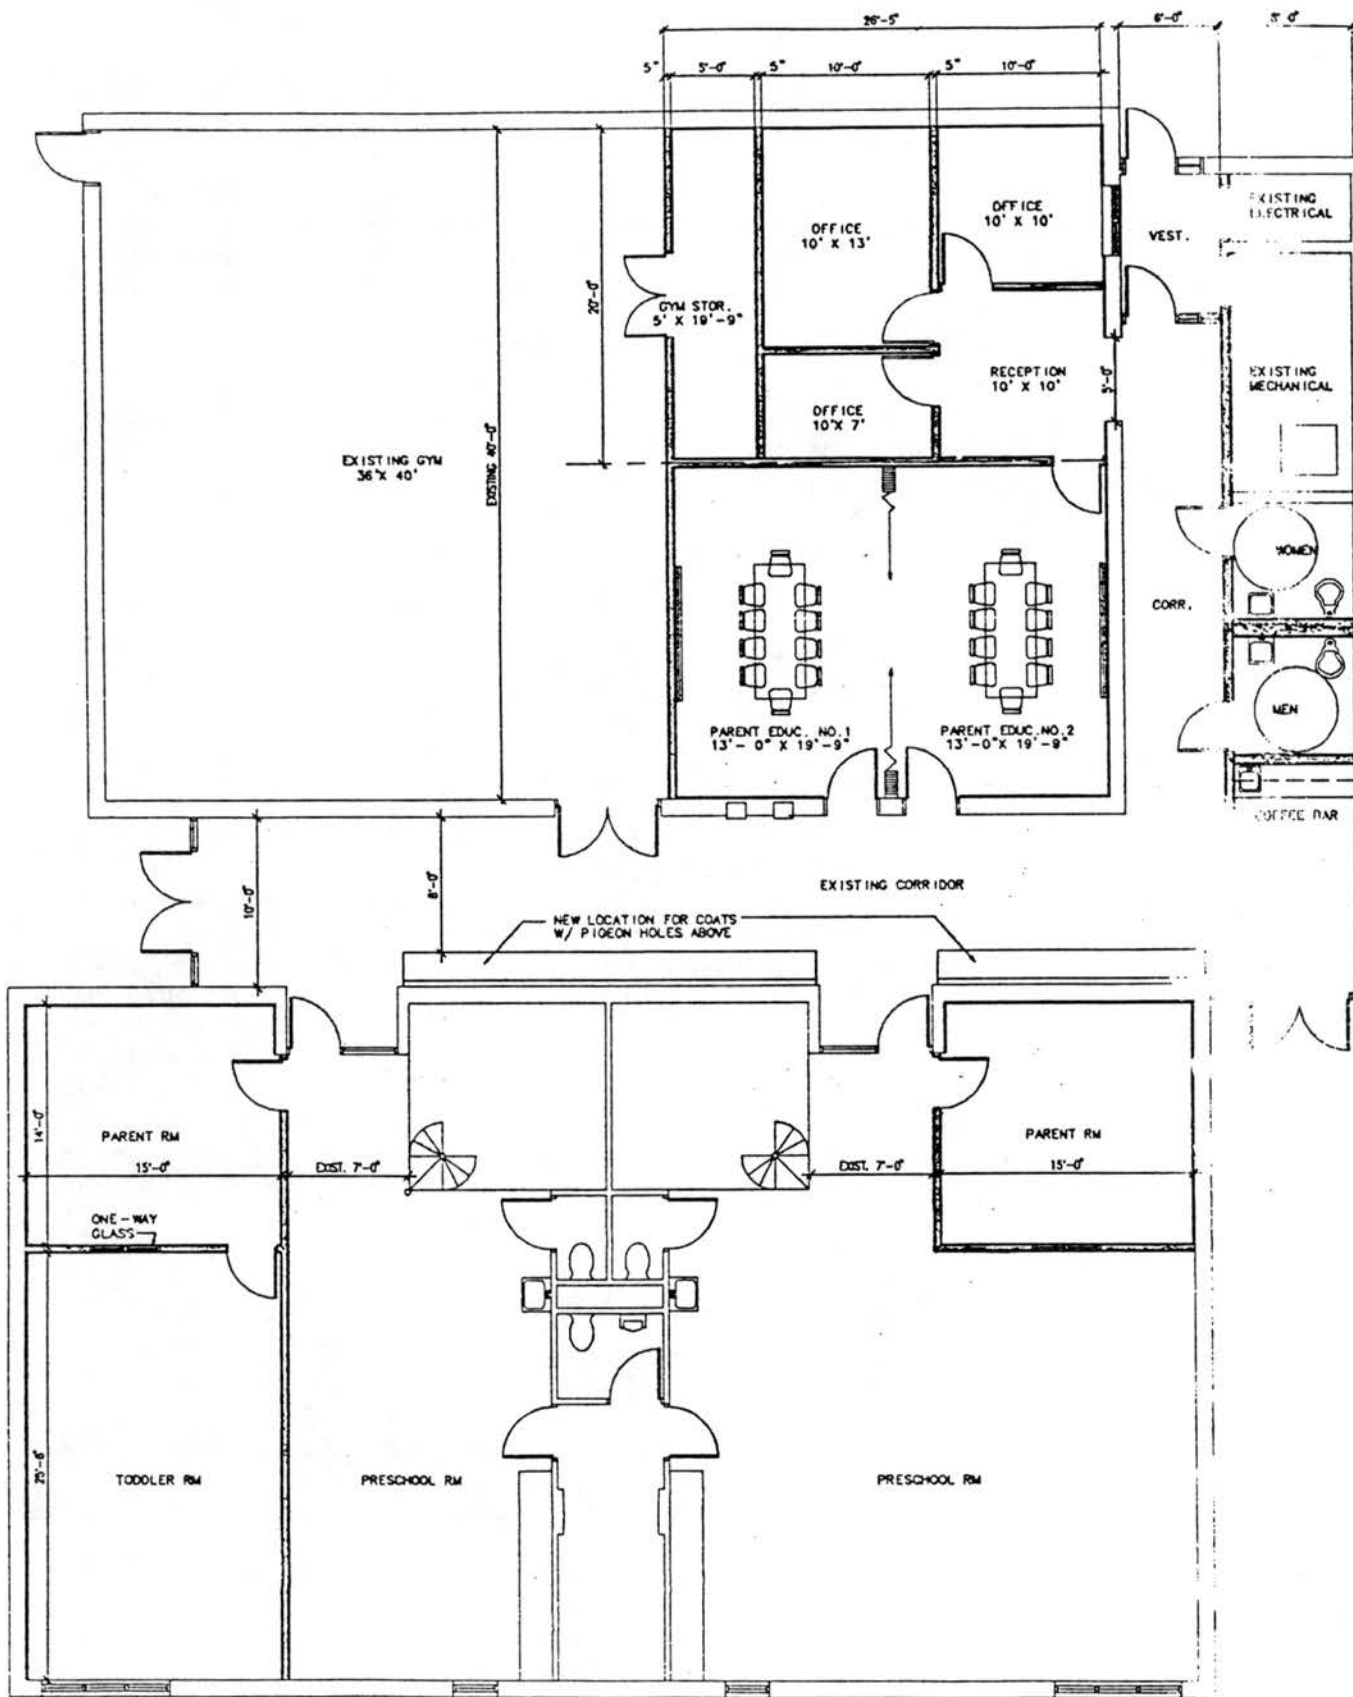 26'-5"
6'-0"
5"
5'-0"
5"
10'-0"
5"
10'-0"
EXISTING
ELECTRICAL
OFFICE
10' X 10'
OFFICE
10' X 13'
VEST.
20'-0"
GYM STOR.
5' X 19'-9"
RECEPTION
10' X 10'
5'-0"
EXISTING
MECHANICAL
OFFICE
10'X 7'
EXISTING GYM
36'X 40'
EXISTING 40'-0"
WOMEN
CORR.
MEN
PARENT EDUC. NO.1
13'- 0" X 19'-9"
PARENT EDUC. NO.2
13'-0"X 19'-9"
COFFEE BAR
10'-0"
8'-0"
EXISTING CORRIDOR
NEW LOCATION FOR COATS
W/ PIGEON HOLES ABOVE
14'-0"
PARENT RM
PARENT RM
15'-0"
EXIST. 7'-0"
EXIST. 7'-0"
15'-0"
ONE-WAY
GLASS
25'-6"
TODDLER RM
PRESCHOOL RM
PRESCHOOL RM